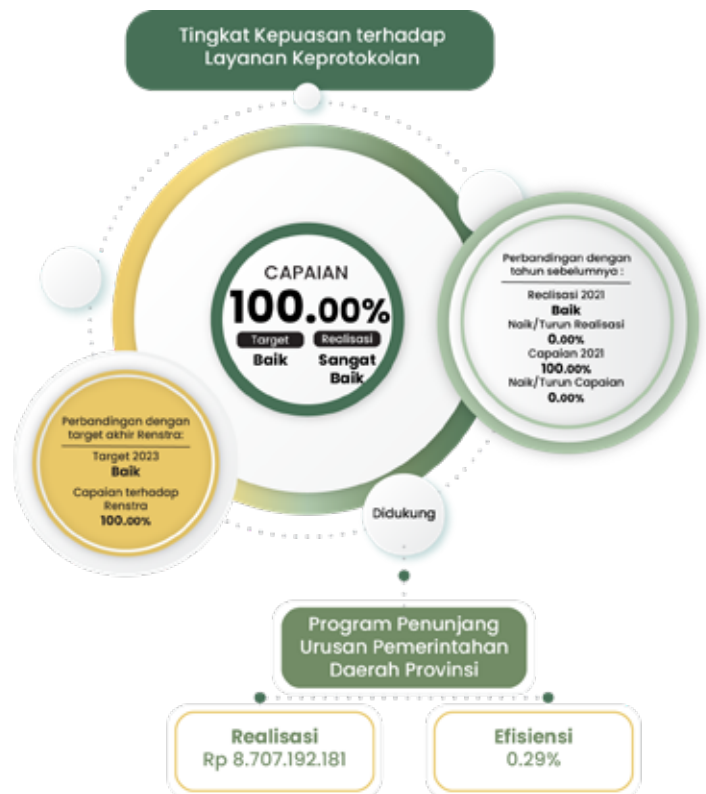 Tingkat Kepuasan terhadap
Layanan Keprotokolan
CAPAIAN
100.00%
Target
Realisasi
Baik
Sangat
Baik
Perbandingan dengan
tahun sebelumnya :
Realisasi 2021
Baik
Naik/Turun Realisasi
0.00%
Capaian 2021
100.00%
Naik/Turun Capaian
0.00%
Perbandingan dengan
target akhir Renstra:
Target 2023
Baik
Capaian terhadap
Renstra
100.00%
Didukung
Program Penunjang
Urusan Pemerintahan
Daerah Provinsi
Realisasi
Rp 8.707.192.181
Efisiensi
0.29%